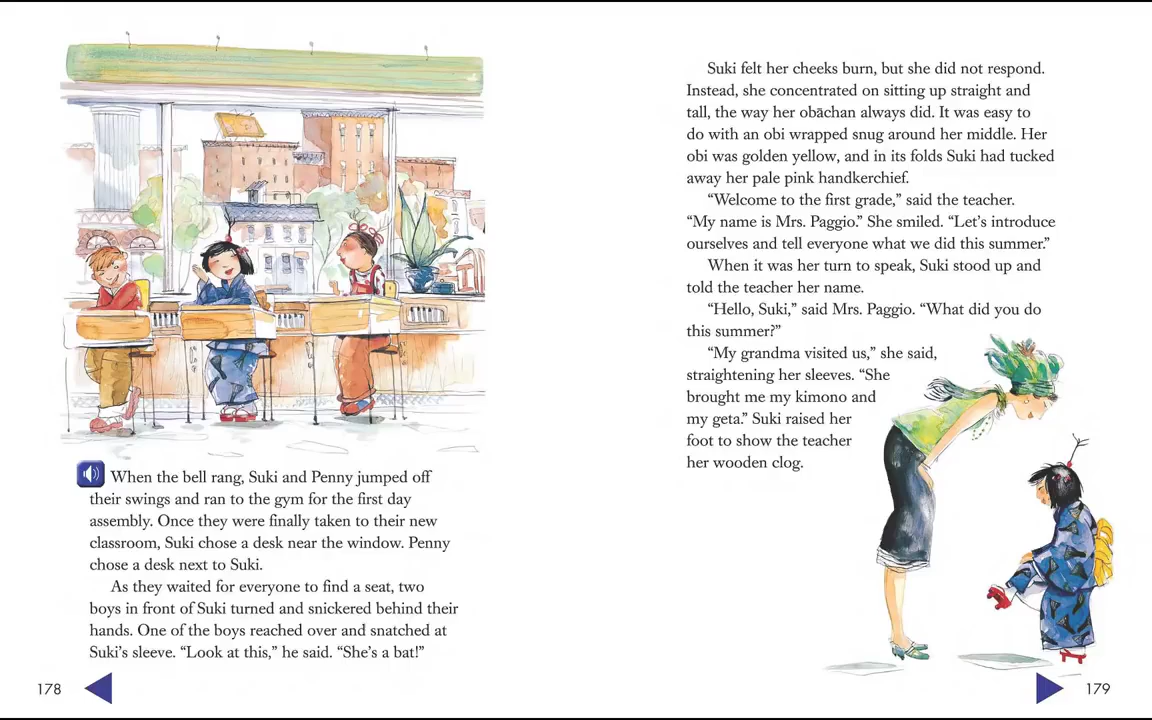 When the bell rang, Suki and Penny jumped off
their swings and ran to the gym for the first day
assembly. Once they were finally taken to their new
classroom, Suki chose a desk near the window. Penny
chose a desk next to Suki.
As they waited for everyone to find a seat, two
boys in front of Suki turned and snickered behind their
hands. One of the boys reached over and snatched at
Suki’s sleeve. “Look at this,” he said. “She’s a bat!”
178
Suki felt her cheeks burn, but she did not respond.
Instead, she concentrated on sitting up straight and
tall, the way her obāchan always did. It was easy to
do with an obi wrapped snug around her middle. Her
obi was golden yellow, and in its folds Suki had tucked
away her pale pink handkerchief.
“Welcome to the first grade,” said the teacher.
“My name is Mrs. Paggio.” She smiled. “Let’s introduce
ourselves and tell everyone what we did this summer.”
When it was her turn to speak, Suki stood up and
told the teacher her name.
“Hello, Suki,” said Mrs. Paggio. “What did you do
this summer?”
“My grandma visited us,” she said,
straightening her sleeves. “She
brought me my kimono and
my geta.” Suki raised her
foot to show the teacher
her wooden clog.
179